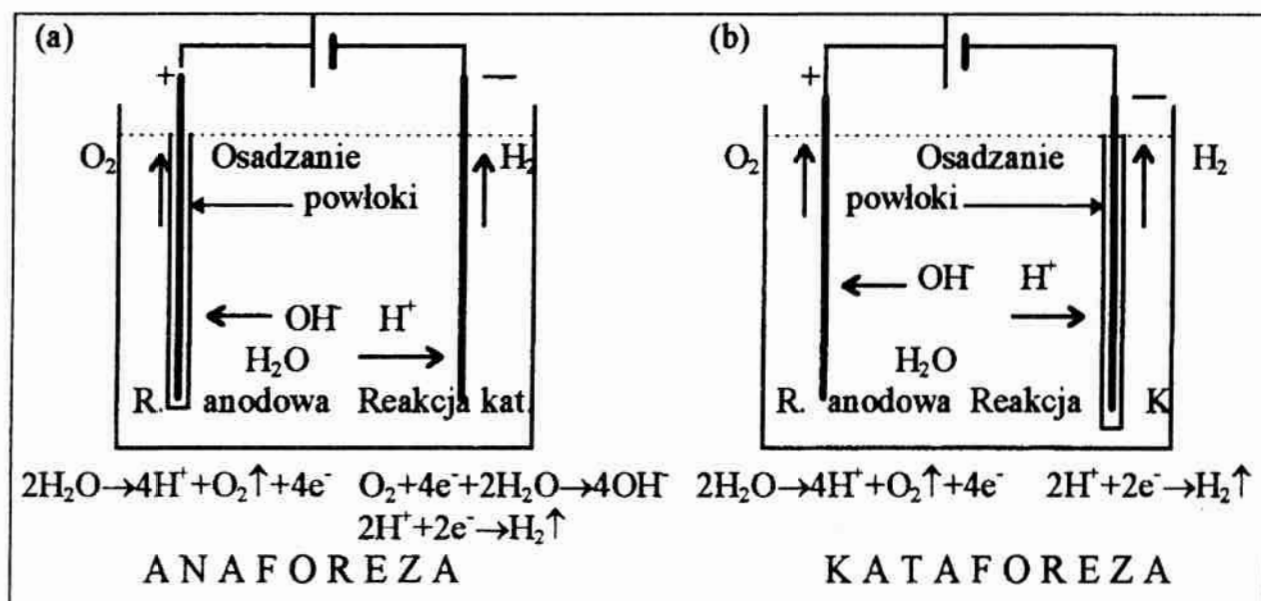 (a)
+
—
O₂
Osadzanie
powłoki
H₂
OH⁻ H⁺
H₂O
R. anodowa Reakcja kat.
2H₂O→4H⁺+O₂↑+4e⁻ O₂+4e⁻+2H₂O→4OH⁻
2H⁺+2e⁻→H₂↑
ANAFOREZA
(b)
+
—
O₂
Osadzanie
powłoki
H₂
OH⁻ H⁺
H₂O
R. anodowa Reakcja K
2H₂O→4H⁺+O₂↑+4e⁻ 2H⁺+2e⁻→H₂↑
KATAFOREZA